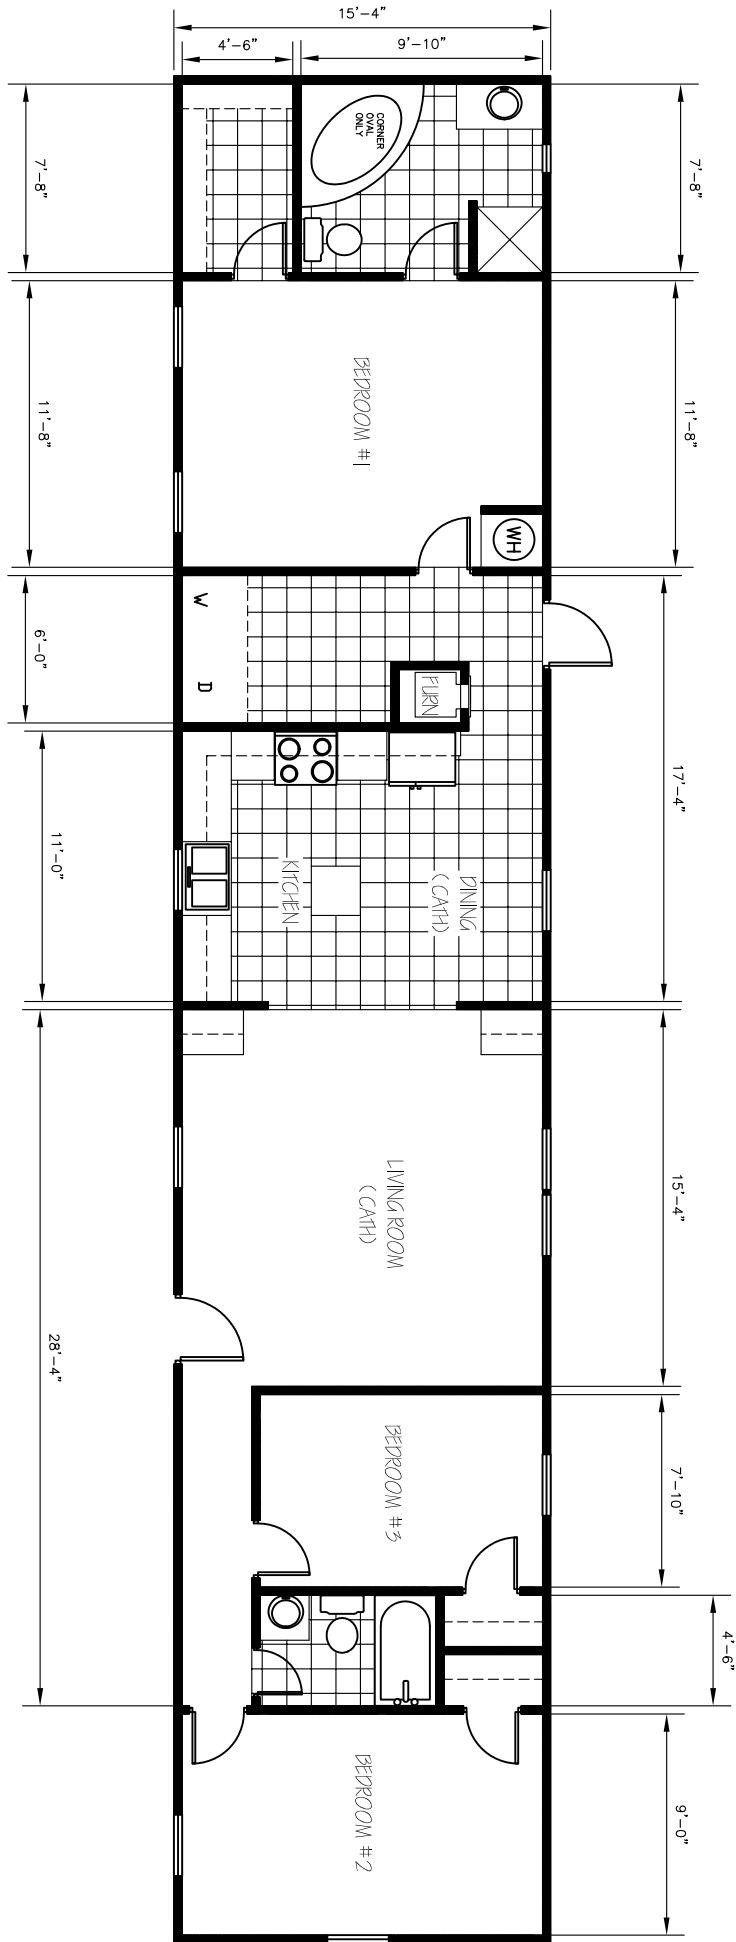 15'-4"
4'-6"
9'-10"
7'-8"
7'-8"
CORNER
OVAL
ONLY
11'-8"
11'-8"
BEDROOM #1
WH
6'-0"
W
D
FURN
17'-4"
11'-0"
KITCHEN
DINING
(CATH)
28'-4"
15'-4"
LIVING ROOM
(CATH)
BEDROOM #3
7'-10"
4'-6"
BEDROOM #2
9'-0"